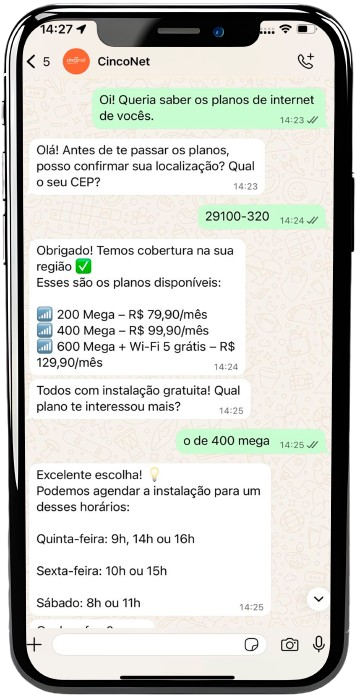 14:27
5
CincoNet
Oi! Queria saber os planos de internet
de vocês.
14:23
Olá! Antes de te passar os planos,
posso confirmar sua localização? Qual
o seu CEP?
14:23
29100-320
14:24
Obrigado! Temos cobertura na sua
região ✅
Esses são os planos disponíveis:
📶 200 Mega – R$ 79,90/mês
📶 400 Mega – R$ 99,90/mês
📶 600 Mega + Wi-Fi 5 grátis – R$
129,90/mês
14:24
Todos com instalação gratuita! Qual
plano te interessou mais?
14:25
o de 400 mega
14:25
Excelente escolha! 💡
Podemos agendar a instalação para um
desses horários:
Quinta-feira: 9h, 14h ou 16h
Sexta-feira: 10h ou 15h
Sábado: 8h ou 11h
14:25